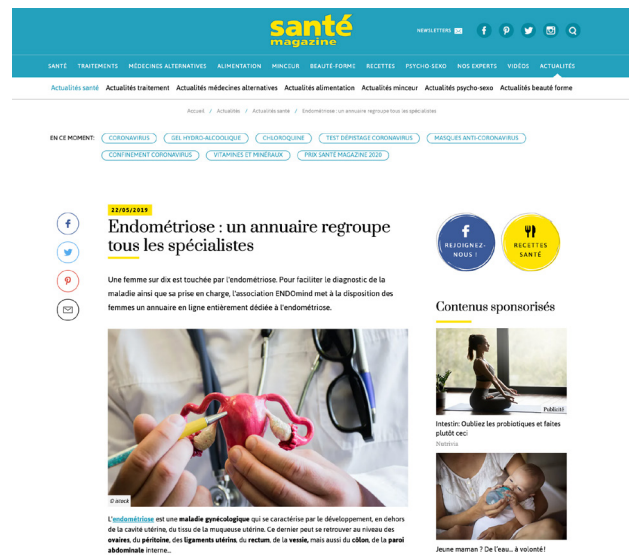 santé
magazine
NEWSLETTERS
SANTÉ TRAITEMENTS MÉDECINES ALTERNATIVES ALIMENTATION MINCEUR BEAUTÉ-FORME RECETTES PSYCHO-SEXO NOS EXPERTS VIDÉOS ACTUALITÉS
Actualités santé Actualités traitement Actualités médecines alternatives Actualités alimentation Actualités minceur Actualités psycho-sexo Actualités beauté forme
Accueil / Actualités / Actualités santé / Endométriose : un annuaire regroupe tous les spécialistes
EN CE MOMENT: CORONAVIRUS GEL HYDRO-ALCOOLIQUE CHLOROQUINE TEST DÉPISTAGE CORONAVIRUS MASQUES ANTI-CORONAVIRUS
CONFINEMENT CORONAVIRUS VITAMINES ET MINÉRAUX PRIX SANTÉ MAGAZINE 2020
22/05/2019
Endométriose : un annuaire regroupe
tous les spécialistes
Une femme sur dix est touchée par l'endométriose. Pour faciliter le diagnostic de la
maladie ainsi que sa prise en charge, l'association ENDOmind met à la disposition des
femmes un annuaire en ligne entièrement dédiée à l'endométriose.
© istock
L'endométriose est une maladie gynécologique qui se caractérise par le développement, en dehors
de la cavité utérine, du tissu de la muqueuse utérine. Ce dernier peut se retrouver au niveau des
ovaires, du péritoine, des ligaments utérins, du rectum, de la vessie, mais aussi du côlon, de la paroi
abdominale interne...
REJOIGNEZ-
NOUS !
RECETTES
SANTÉ
Contenus sponsorisés
Publicité
Intestin: Oubliez les probiotiques et faites
plutôt ceci
Nutrivia
Jeune maman ? De l'eau... à volonté!